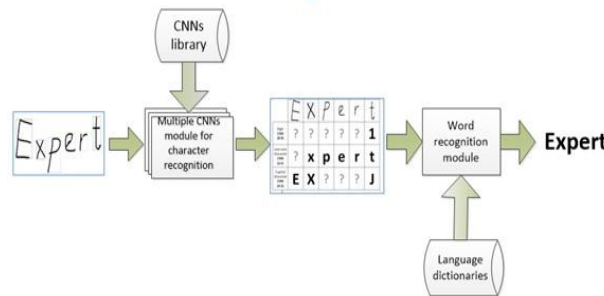 CNNs
library
Expert
Multiple CNNs
module for
character
recognition
E X P e r t
? ? ? ? ? 1
? x p e r t
E X ? ? ? J
Word
recognition
module
Expert
Language
dictionaries